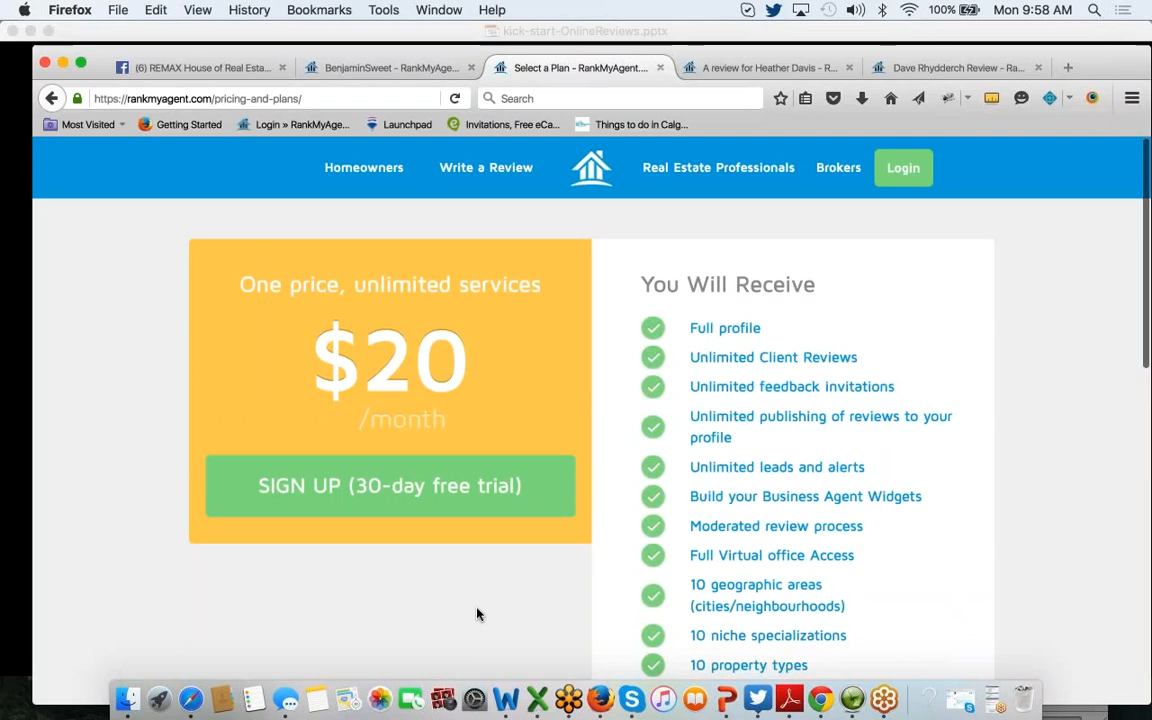 Firefox File Edit View History Bookmarks Tools Window Help 100% Mon 9:58 AM
kick-start-OnlineReviews.pptx
(6) REMAX House of Real Esta... BenjaminSweet - RankMyAge... Select a Plan - RankMyAgent.... A review for Heather Davis - R... Dave Rhydderch Review - Ra...
https://rankmyagent.com/pricing-and-plans/ Search
Most Visited Getting Started Login » RankMyAge... Launchpad Invitations, Free eCa... Things to do in Calg...
Homeowners Write a Review Real Estate Professionals Brokers Login
One price, unlimited services
$20
/month
SIGN UP (30-day free trial)
You Will Receive
Full profile
Unlimited Client Reviews
Unlimited feedback invitations
Unlimited publishing of reviews to your
profile
Unlimited leads and alerts
Build your Business Agent Widgets
Moderated review process
Full Virtual office Access
10 geographic areas
(cities/neighbourhoods)
10 niche specializations
10 property types